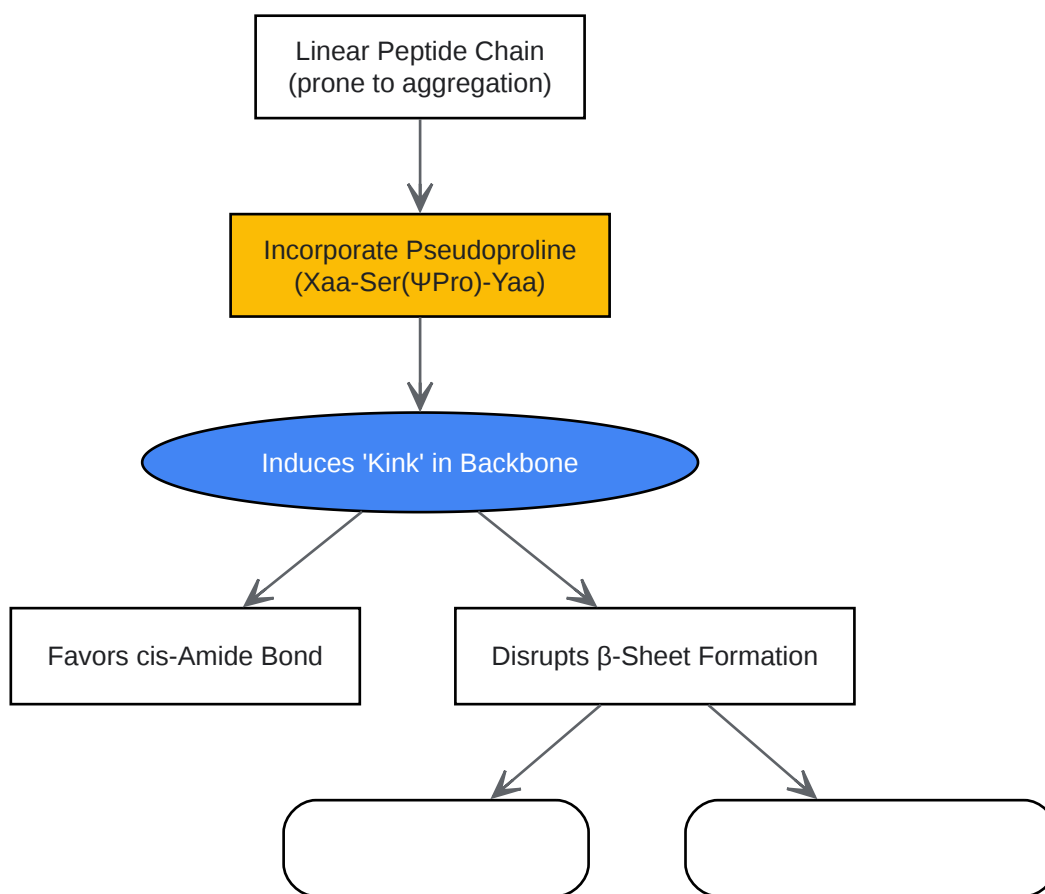 Linear Peptide Chain
(prone to aggregation)
Incorporate Pseudoproline
(Xaa-Ser(ΨPro)-Yaa)
Induces 'Kink' in Backbone
Favors cis-Amide Bond
Disrupts β-Sheet Formation